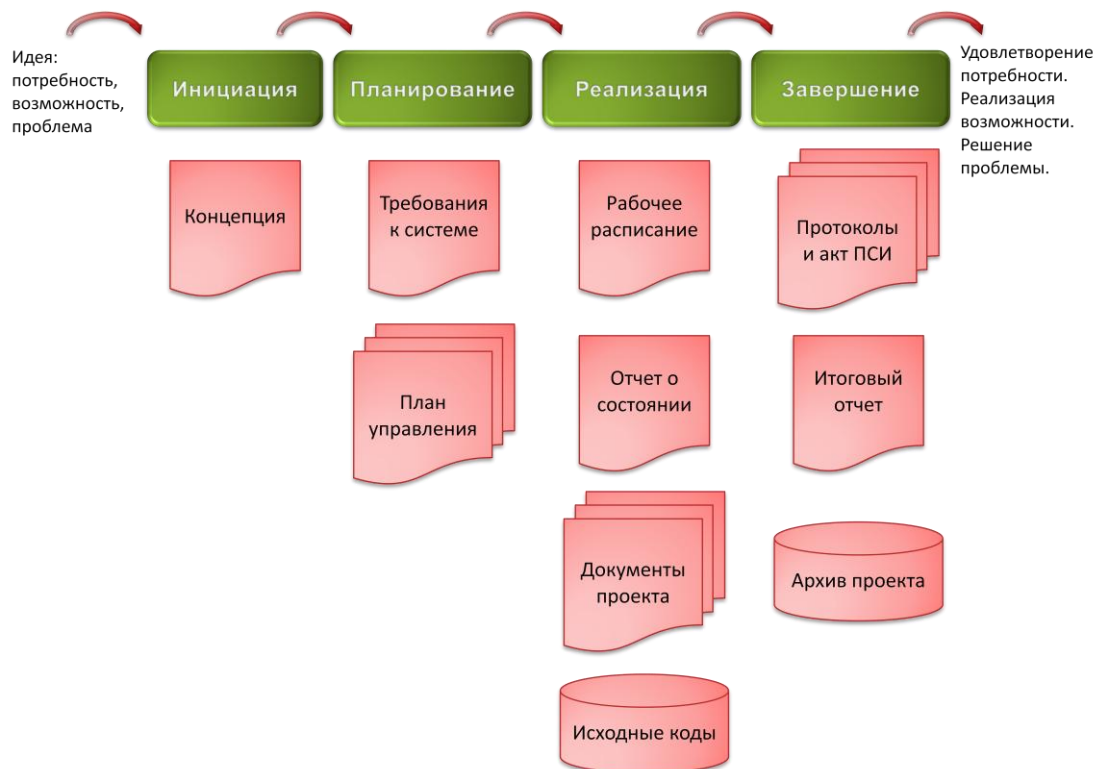 Идея:
потребность,
возможность,
проблема
Инициация
Планирование
Реализация
Завершение
Удовлетворение
потребности.
Реализация
возможности.
Решение
проблемы.
Концепция
Требования
к системе
Рабочее
расписание
Протоколы
и акт ПСИ
План
управления
Отчет о
состоянии
Итоговый
отчет
Документы
проекта
Архив проекта
Исходные коды